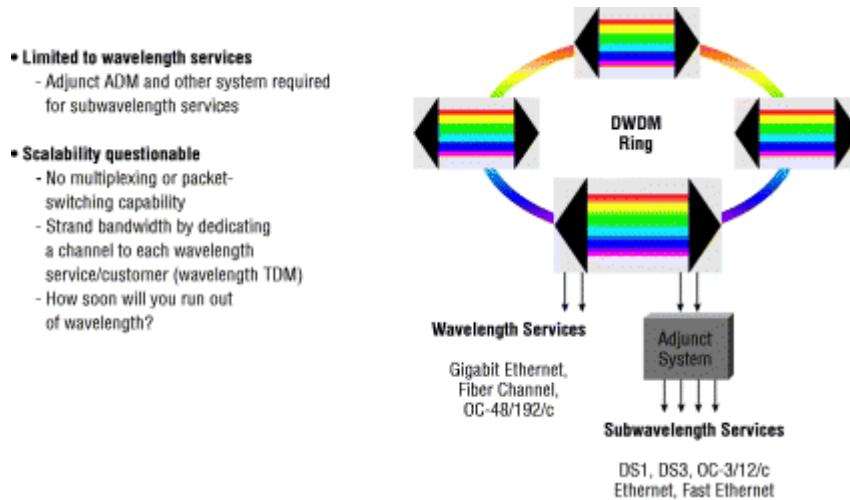 • Limited to wavelength services
- Adjunct ADM and other system required
for subwavelength services
• Scalability questionable
- No multiplexing or packet-
switching capability
- Strand bandwidth by dedicating
a channel to each wavelength
service/customer (wavelength TDM)
- How soon will you run out
of wavelength?
DWDM
Ring
Wavelength Services
Gigabit Ethernet,
Fiber Channel,
OC-48/192/c
Adjunct
System
Subwavelength Services
DS1, DS3, OC-3/12/c
Ethernet, Fast Ethernet